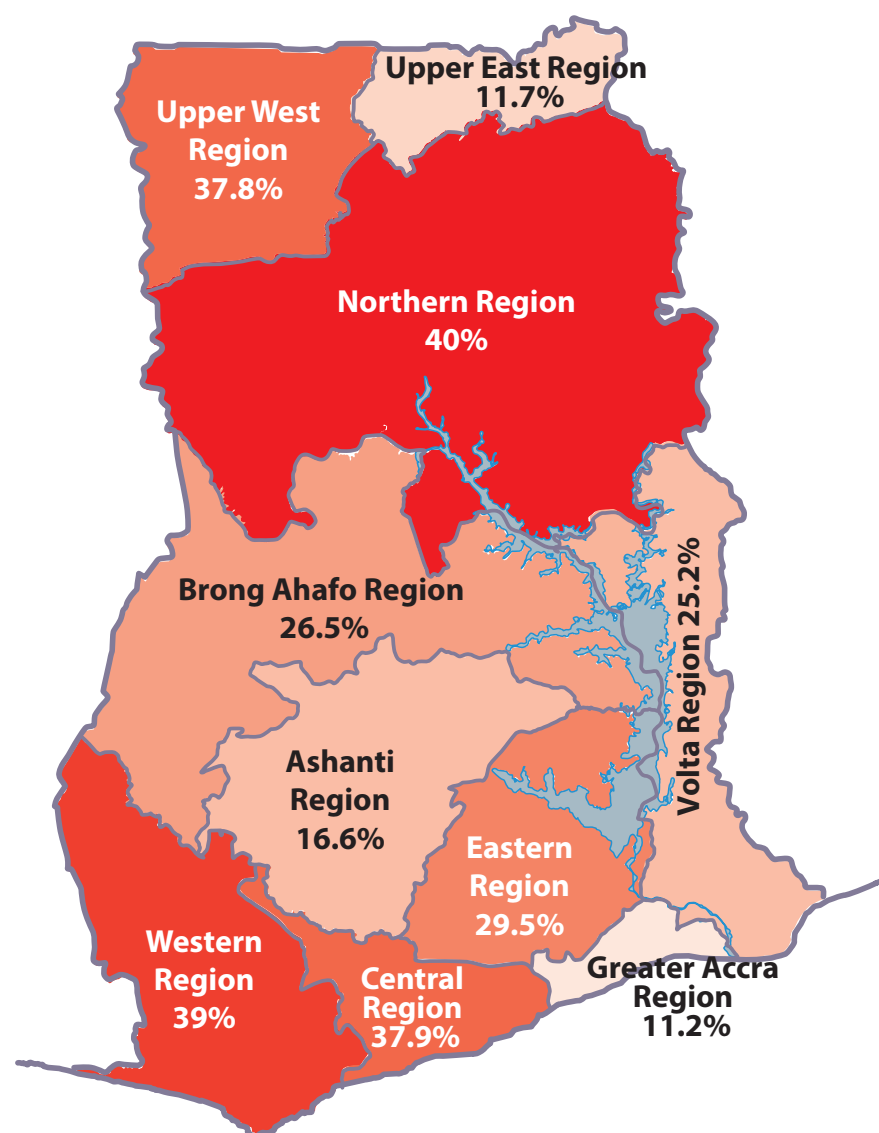 Upper East Region
11.7%
Upper West
Region
37.8%
Northern Region
40%
Brong Ahafo Region
26.5%
Volta Region 25.2%
Ashanti
Region
16.6%
Eastern
Region
29.5%
Western
Region
39%
Central
Region
37.9%
Greater Accra
Region
11.2%